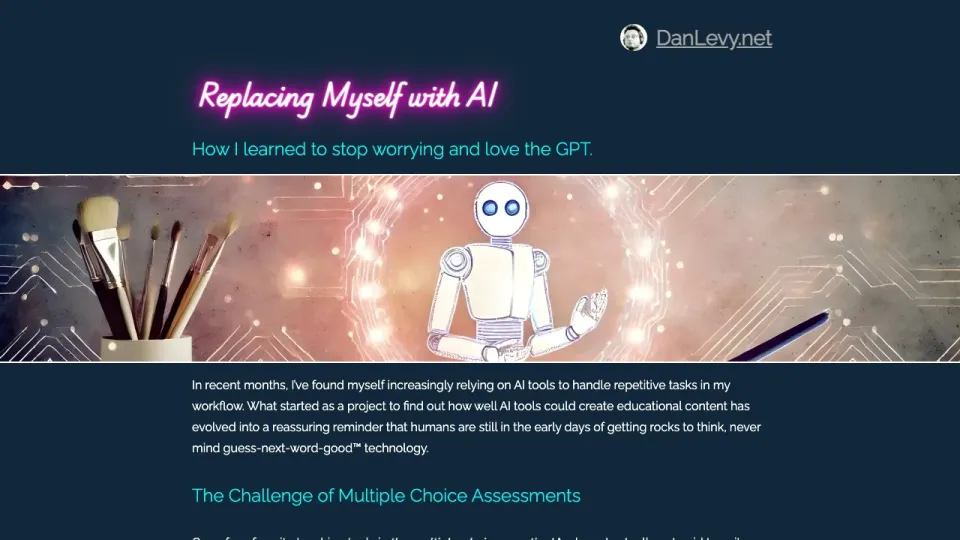 DanLevy.net
Replacing Myself with AI
How I learned to stop worrying and love the GPT.
In recent months, I've found myself increasingly relying on AI tools to handle repetitive tasks in my
workflow. What started as a project to find out how well AI tools could create educational content has
evolved into a reassuring reminder that humans are still in the early days of getting rocks to think, never
mind guess-next-word-good™ technology.
The Challenge of Multiple Choice Assessments